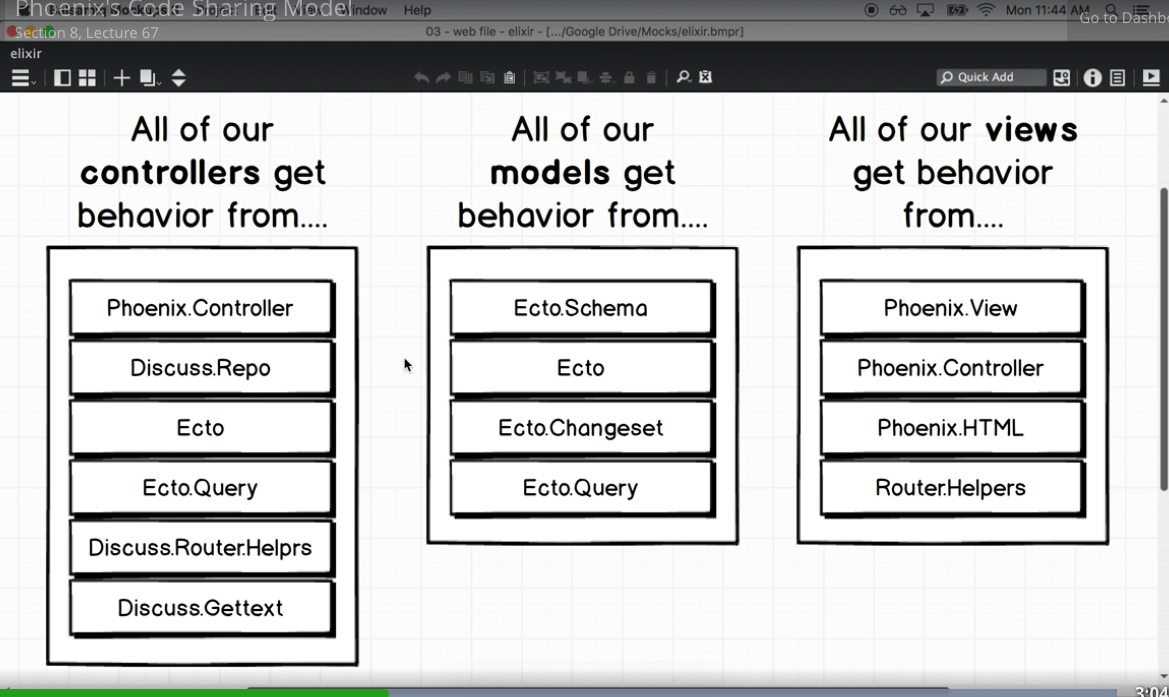 Phoenix's Code Sharing Model
Window Help
Mon 11:44 AM
Go to Dashbo
Section 8, Lecture 67
03 - web file - elixir - [.../Google Drive/Mocks/elixir.bmpr]
elixir
Quick Add
All of our
controllers get
behavior from....
Phoenix.Controller
Discuss.Repo
Ecto
Ecto.Query
Discuss.Router.Helprs
Discuss.Gettext
All of our
models get
behavior from....
Ecto.Schema
Ecto
Ecto.Changeset
Ecto.Query
All of our views
get behavior
from....
Phoenix.View
Phoenix.Controller
Phoenix.HTML
Router.Helpers
3:04